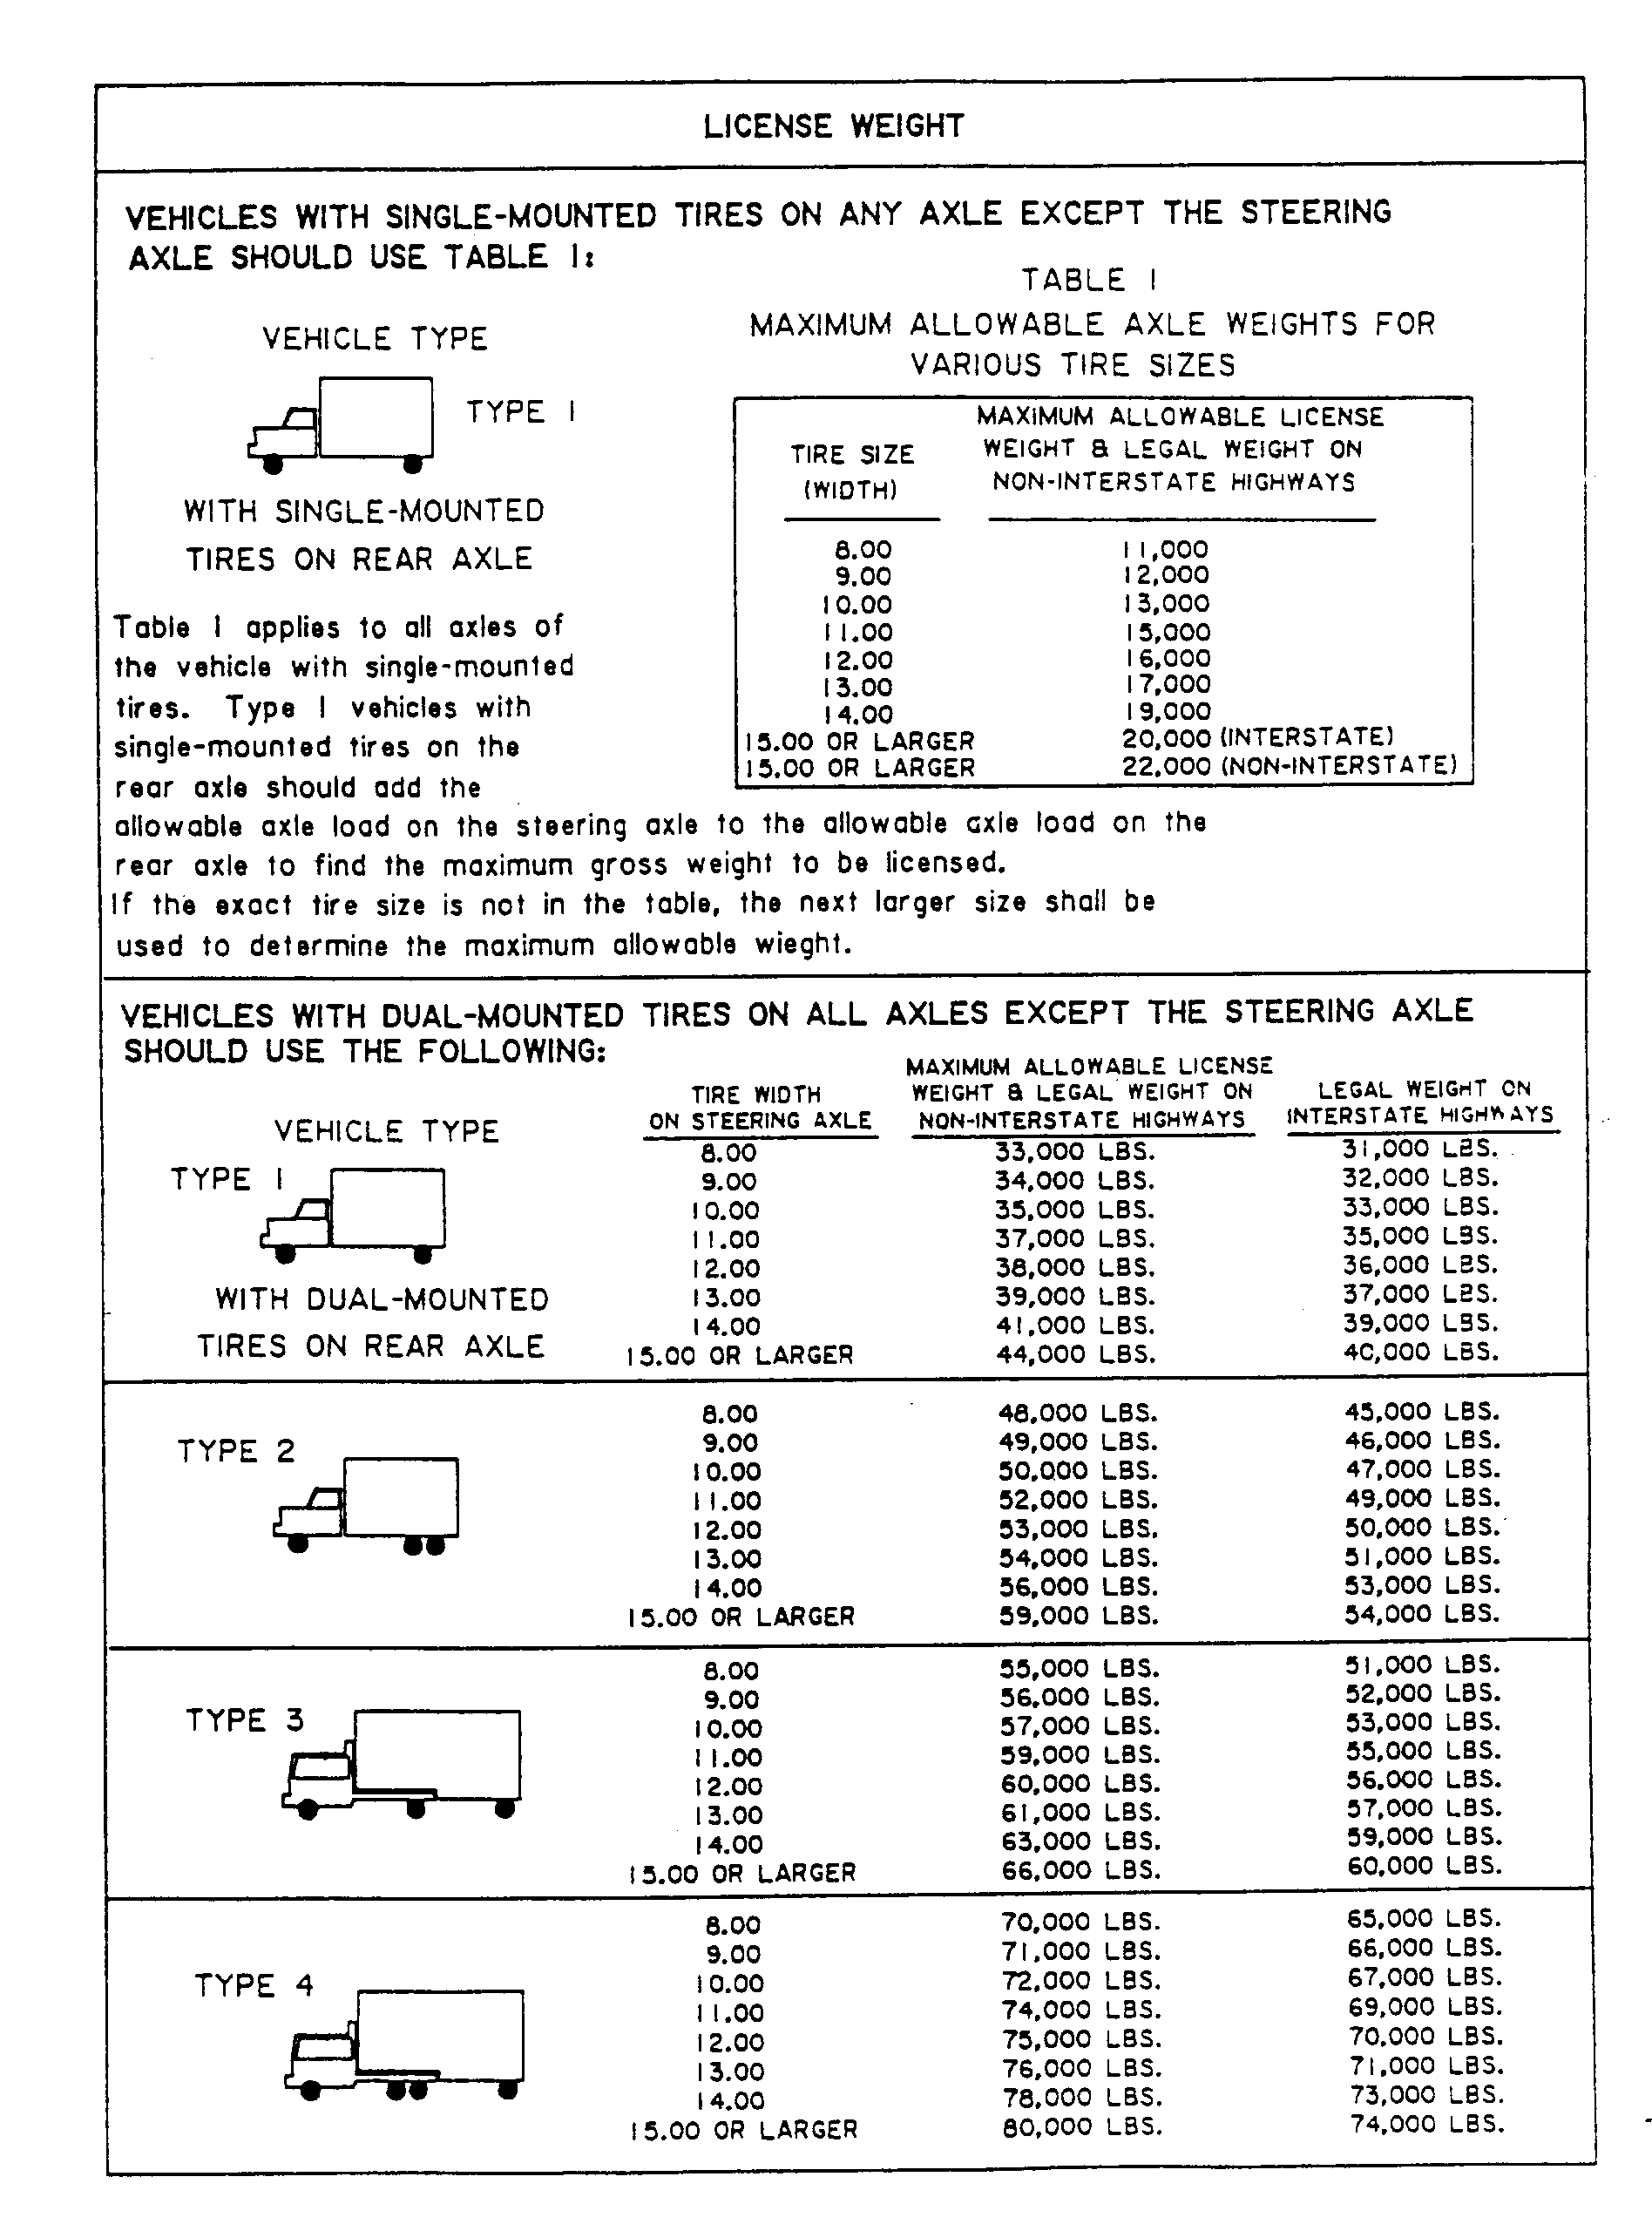 LICENSE WEIGHT
VEHICLES WITH SINGLE-MOUNTED TIRES ON ANY AXLE EXCEPT THE STEERING
AXLE SHOULD USE TABLE 1:
TABLE 1
MAXIMUM ALLOWABLE AXLE WEIGHTS FOR
VARIOUS TIRE SIZES
VEHICLE TYPE
TYPE 1
WITH SINGLE-MOUNTED
TIRES ON REAR AXLE
TIRE SIZE
(WIDTH)
MAXIMUM ALLOWABLE LICENSE
WEIGHT & LEGAL WEIGHT ON
NON-INTERSTATE HIGHWAYS
8.00 11,000
9.00 12,000
10.00 13,000
11.00 15,000
12.00 16,000
13.00 17,000
14.00 19,000
15.00 OR LARGER 20,000 (INTERSTATE)
15.00 OR LARGER 22,000 (NON-INTERSTATE)
Table 1 applies to all axles of
the vehicle with single-mounted
tires. Type 1 vehicles with
single-mounted tires on the
rear axle should add the
allowable axle load on the steering axle to the allowable axle load on the
rear axle to find the maximum gross weight to be licensed.
If the exact tire size is not in the table, the next larger size shall be
used to determine the maximum allowable wieght.
VEHICLES WITH DUAL-MOUNTED TIRES ON ALL AXLES EXCEPT THE STEERING AXLE
SHOULD USE THE FOLLOWING:
VEHICLE TYPE
TIRE WIDTH
ON STEERING AXLE
MAXIMUM ALLOWABLE LICENSE
WEIGHT & LEGAL WEIGHT ON
NON-INTERSTATE HIGHWAYS
LEGAL WEIGHT ON
INTERSTATE HIGHWAYS
TYPE 1
WITH DUAL-MOUNTED
TIRES ON REAR AXLE
8.00 33,000 LBS. 31,000 LBS.
9.00 34,000 LBS. 32,000 LBS.
10.00 35,000 LBS. 33,000 LBS.
11.00 37,000 LBS. 35,000 LBS.
12.00 38,000 LBS. 36,000 LBS.
13.00 39,000 LBS. 37,000 LBS.
14.00 41,000 LBS. 39,000 LBS.
15.00 OR LARGER 44,000 LBS. 40,000 LBS.
TYPE 2
8.00 48,000 LBS. 45,000 LBS.
9.00 49,000 LBS. 46,000 LBS.
10.00 50,000 LBS. 47,000 LBS.
11.00 52,000 LBS. 49,000 LBS.
12.00 53,000 LBS. 50,000 LBS.
13.00 54,000 LBS. 51,000 LBS.
14.00 56,000 LBS. 53,000 LBS.
15.00 OR LARGER 59,000 LBS. 54,000 LBS.
TYPE 3
8.00 55,000 LBS. 51,000 LBS.
9.00 56,000 LBS. 52,000 LBS.
10.00 57,000 LBS. 53,000 LBS.
11.00 59,000 LBS. 55,000 LBS.
12.00 60,000 LBS. 56,000 LBS.
13.00 61,000 LBS. 57,000 LBS.
14.00 63,000 LBS. 59,000 LBS.
15.00 OR LARGER 66,000 LBS. 60,000 LBS.
TYPE 4
8.00 70,000 LBS. 65,000 LBS.
9.00 71,000 LBS. 66,000 LBS.
10.00 72,000 LBS. 67,000 LBS.
11.00 74,000 LBS. 69,000 LBS.
12.00 75,000 LBS. 70,000 LBS.
13.00 76,000 LBS. 71,000 LBS.
14.00 78,000 LBS. 73,000 LBS.
15.00 OR LARGER 80,000 LBS. 74,000 LBS.